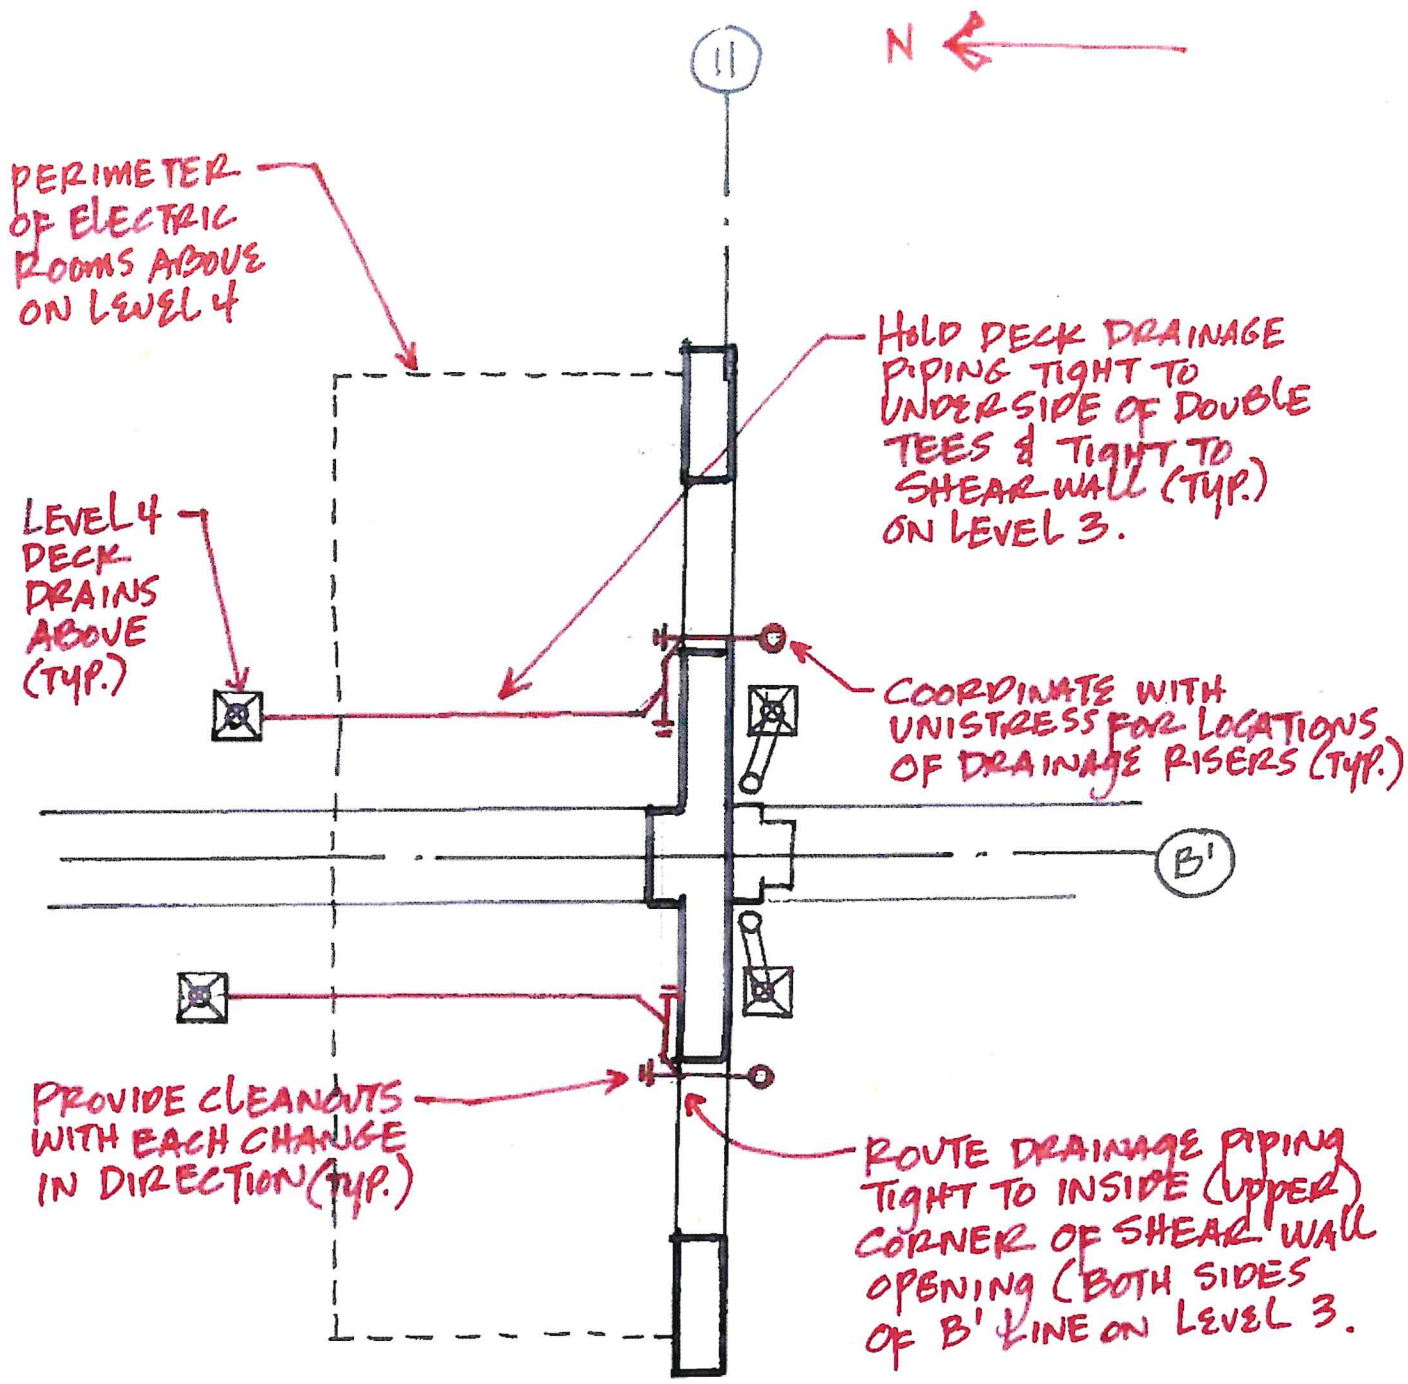 11
N
PERIMETER
OF ELECTRIC
ROOMS ABOVE
ON LEVEL 4
HOLD DECK DRAINAGE
PIPING TIGHT TO
UNDERSIDE OF DOUBLE
TEES & TIGHT TO
SHEAR WALL (TYP.)
ON LEVEL 3.
LEVEL 4
DECK
DRAINS
ABOVE
(TYP.)
COORDINATE WITH
UNISTRESS FOR LOCATIONS
OF DRAINAGE RISERS (TYP.)
B'
PROVIDE CLEANOUTS
WITH EACH CHANGE
IN DIRECTION (TYP.)
ROUTE DRAINAGE PIPING
TIGHT TO INSIDE (UPPER)
CORNER OF SHEAR WALL
OPENING (BOTH SIDES
OF B' LINE ON LEVEL 3.